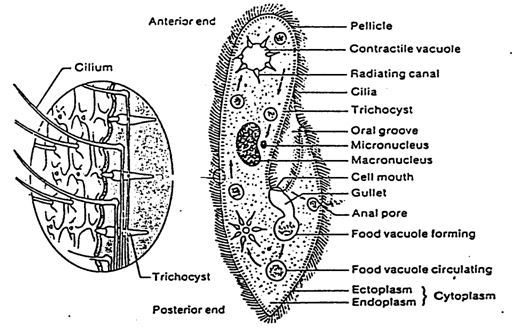 Anterior end
Pellicle
Contractile vacuole
Cilium
Radiating canal
Cilia
Trichocyst
Oral groove
Micronucleus
Macronucleus
Cell mouth
Gullet
Anal pore
Food vacuole forming
Trichocyst
Food vacuole circulating
Ectoplasm
Endoplasm } Cytoplasm
Posterior end